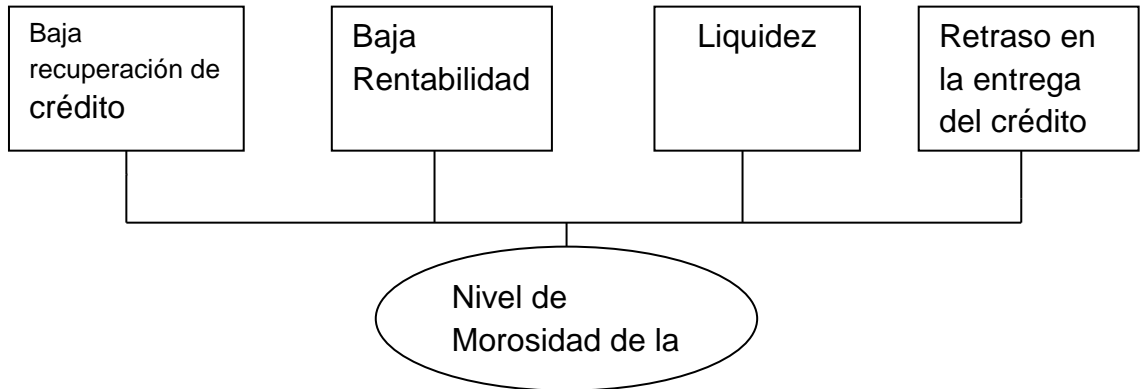 Baja
recuperación de
crédito
Baja
Rentabilidad
Liquidez
Retraso en
la entrega
del crédito
Nivel de
Morosidad de la